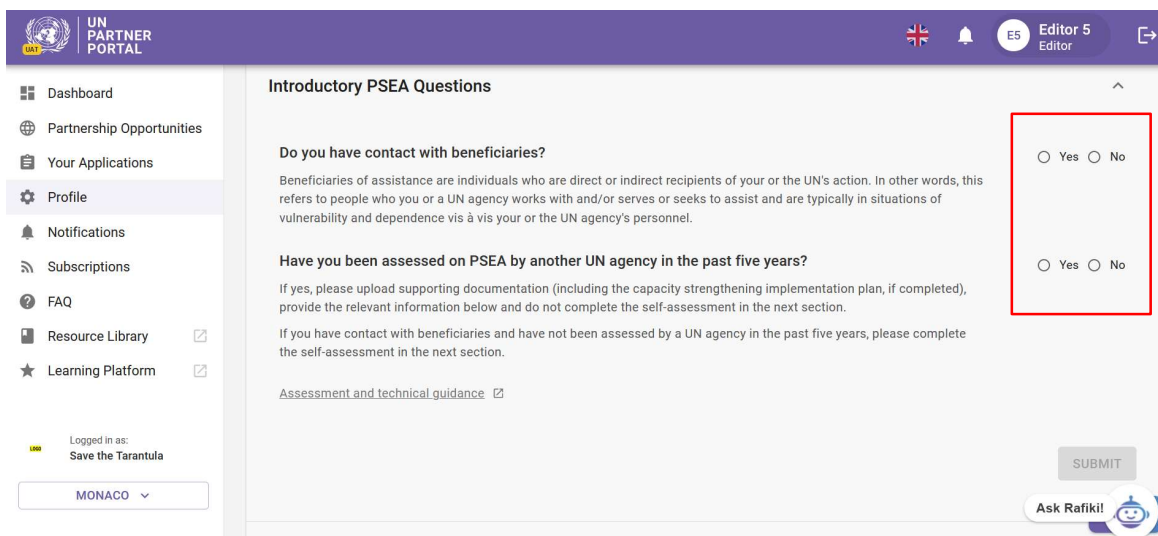 UN
PARTNER
PORTAL
UAT
E5
Editor 5
Editor
Dashboard
Partnership Opportunities
Your Applications
Profile
Notifications
Subscriptions
FAQ
Resource Library
Learning Platform
Logged in as:
LOGO
Save the Tarantula
MONACO
Introductory PSEA Questions
Do you have contact with beneficiaries?
Yes No
Beneficiaries of assistance are individuals who are direct or indirect recipients of your or the UN's action. In other words, this
refers to people who you or a UN agency works with and/or serves or seeks to assist and are typically in situations of
vulnerability and dependence vis à vis your or the UN agency's personnel.
Have you been assessed on PSEA by another UN agency in the past five years?
Yes No
If yes, please upload supporting documentation (including the capacity strengthening implementation plan, if completed),
provide the relevant information below and do not complete the self-assessment in the next section.
If you have contact with beneficiaries and have not been assessed by a UN agency in the past five years, please complete
the self-assessment in the next section.
Assessment and technical guidance
SUBMIT
Ask Rafiki!